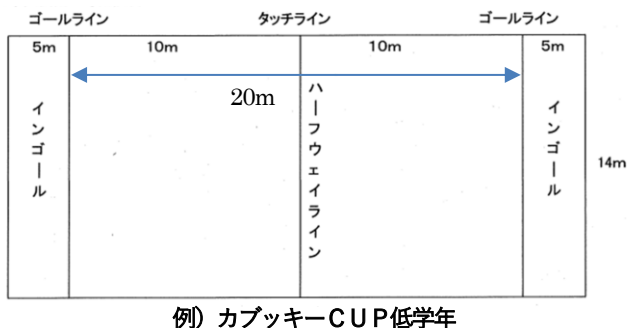 ゴールライン タッチライン ゴールライン
5m 10m 10m 5m
20m
インゴール
ハーフウェイライン
インゴール
14m
例）カブッキーＣＵＰ低学年